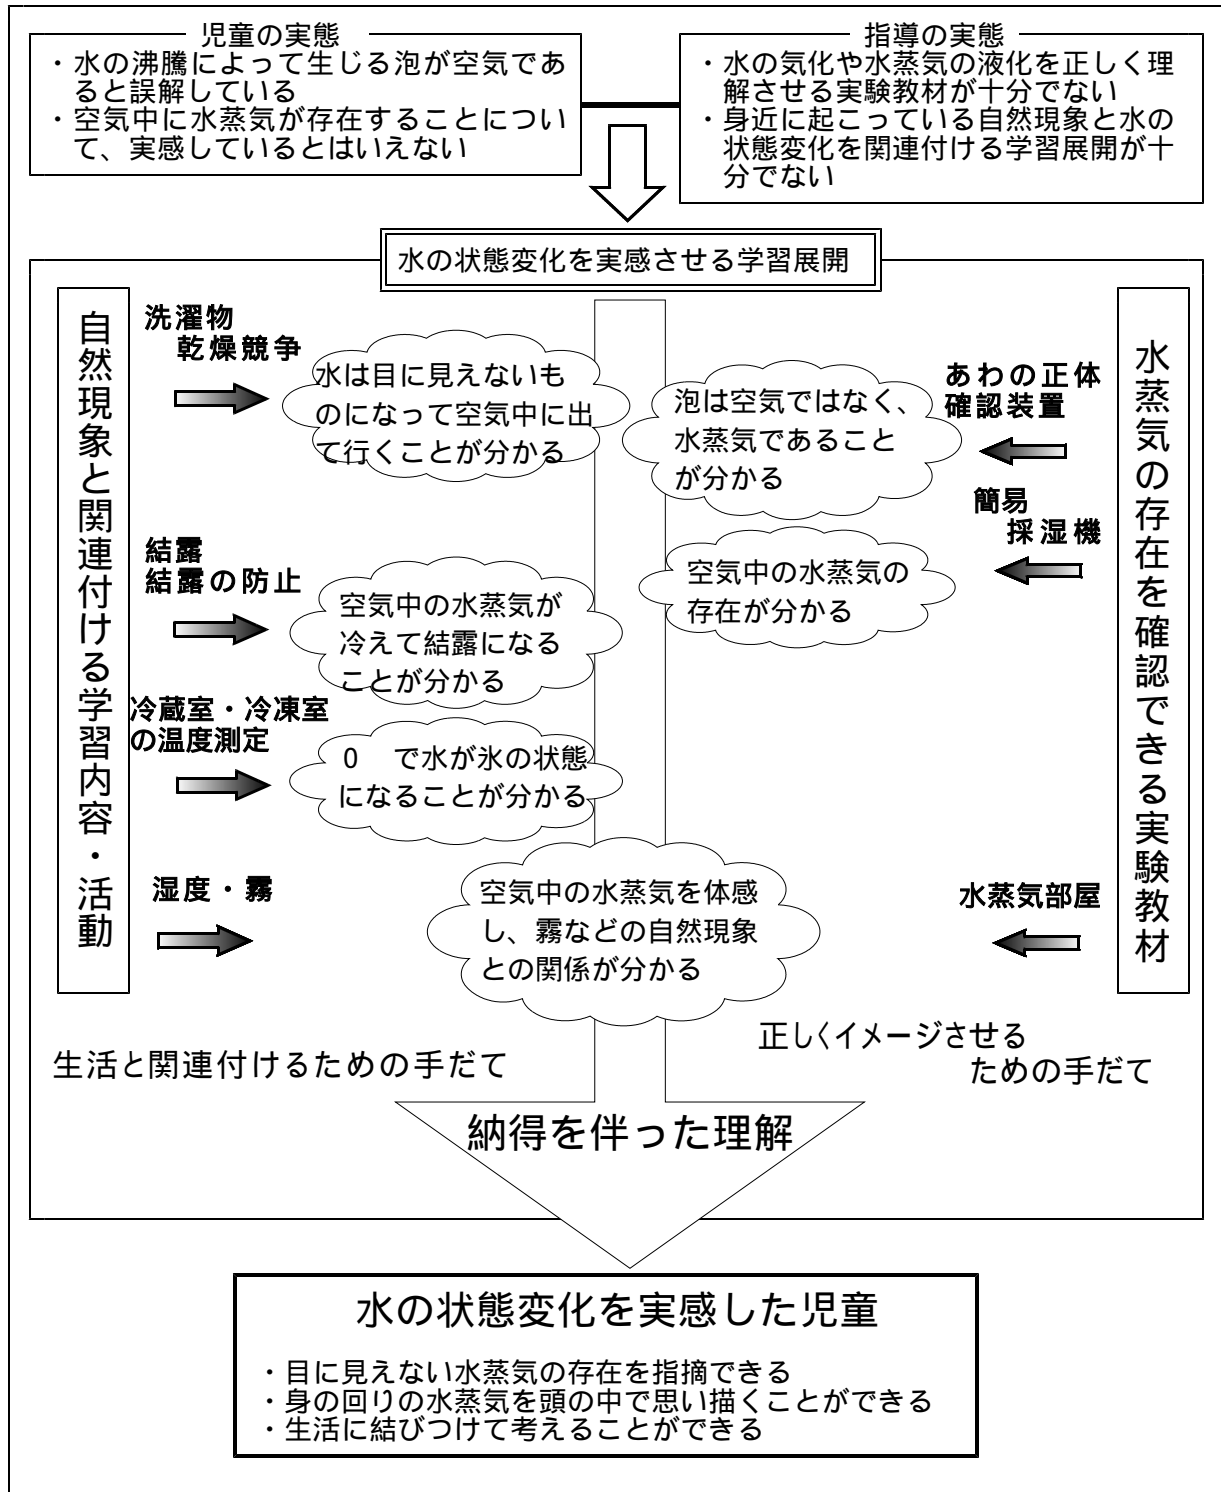 児童の実態
・水の沸騰によって生じる泡が空気であ
ると誤解している
・空気中に水蒸気が存在することについ
て、実感しているとはいえない
指導の実態
・水の気化や水蒸気の液化を正しく理
解させる実験教材が十分でない
・身近に起こっている自然現象と水の
状態変化を関連付ける学習展開が十
分でない
水の状態変化を実感させる学習展開
自然現象と関連付ける学習内容・活動
洗濯物
乾燥競争
水は目に見えないも
のになって空気中に出
て行くことが分かる
結露
結露の防止
空気中の水蒸気が
冷えて結露になる
ことが分かる
冷蔵室・冷凍室
の温度測定
0　で水が氷の状態
になることが分かる
湿度・霧
空気中の水蒸気を体感
し、霧などの自然現象
との関係が分かる
あわの正体
確認装置
泡は空気ではなく、
水蒸気であること
が分かる
簡易
採湿機
空気中の水蒸気の
存在が分かる
水蒸気部屋
水蒸気の存在を確認できる実験教材
生活と関連付けるための手だて
正しくイメージさせる
ための手だて
納得を伴った理解
水の状態変化を実感した児童
・目に見えない水蒸気の存在を指摘できる
・身の回りの水蒸気を頭の中で思い描くことができる
・生活に結びつけて考えることができる